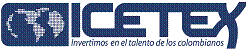 ICETEX
Invertimos en el talento de los colombianos